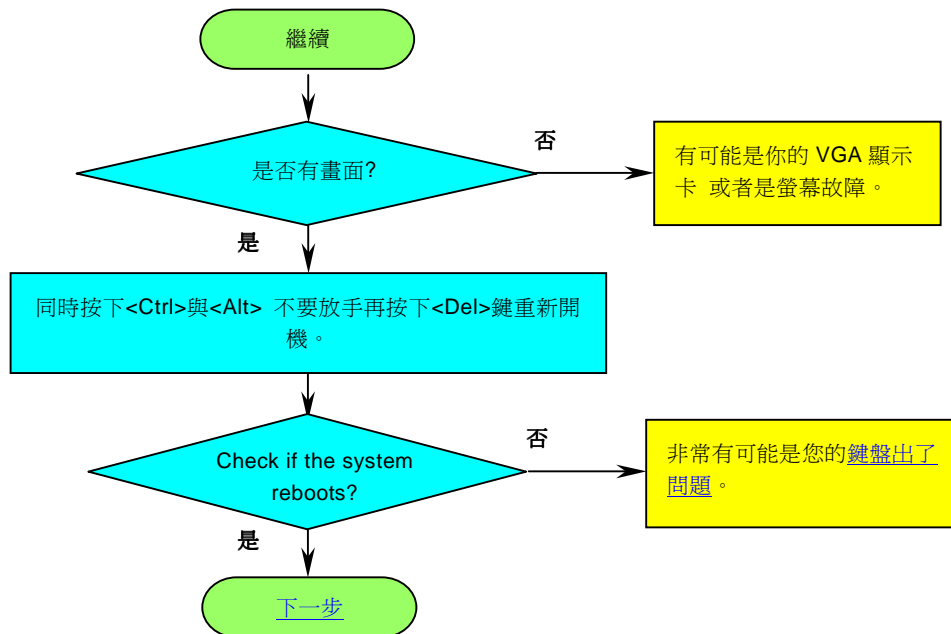 繼續
是否有畫面?
否
有可能是你的 VGA 顯示
卡 或者是螢幕故障。
是
同時按下<Ctrl>與<Alt> 不要放手再按下<Del>鍵重新開
機。
Check if the system
reboots?
否
非常有可能是您的鍵盤出了
問題。
是
下一步